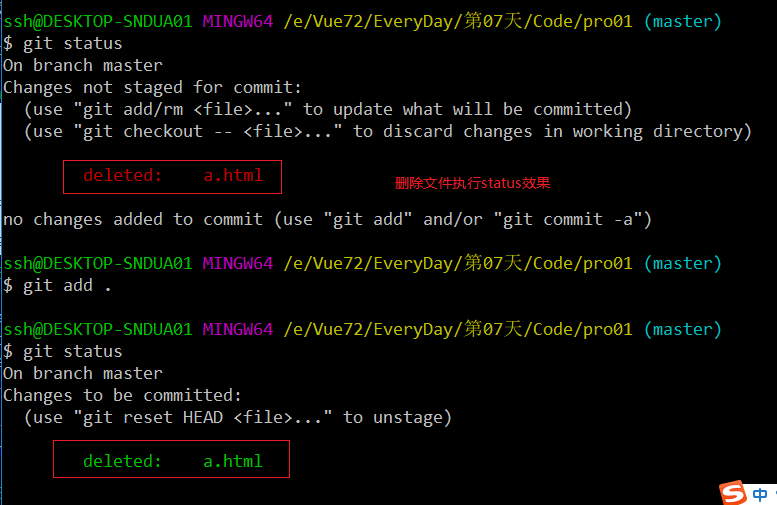 ssh@DESKTOP-SNDUA01 MINGW64 /e/Vue72/EveryDay/第07天/Code/pro01 (master)
$ git status
On branch master
Changes not staged for commit:
  (use "git add/rm <file>..." to update what will be committed)
  (use "git checkout -- <file>..." to discard changes in working directory)
        deleted:    a.html
删除文件执行status效果
no changes added to commit (use "git add" and/or "git commit -a")
ssh@DESKTOP-SNDUA01 MINGW64 /e/Vue72/EveryDay/第07天/Code/pro01 (master)
$ git add .
ssh@DESKTOP-SNDUA01 MINGW64 /e/Vue72/EveryDay/第07天/Code/pro01 (master)
$ git status
On branch master
Changes to be committed:
  (use "git reset HEAD <file>..." to unstage)
        deleted:    a.html
S 中